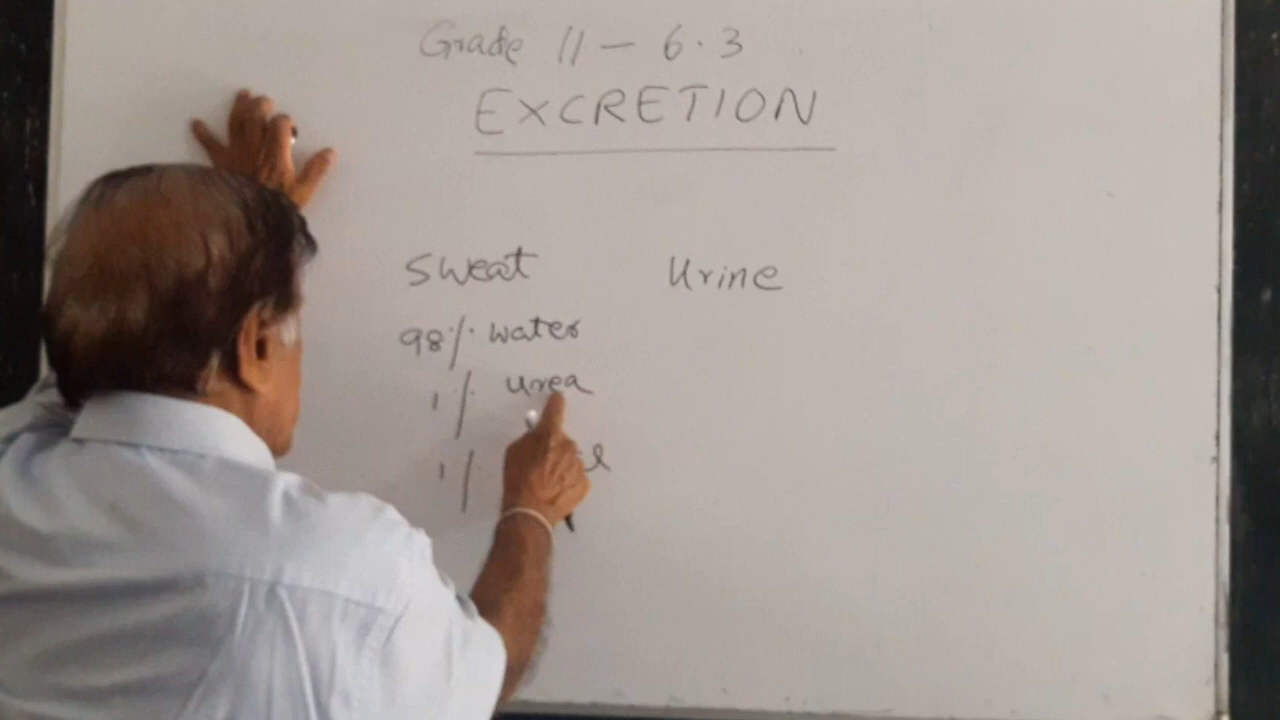 Grade 11 - 6.3
EXCRETION
Sweat Urine
98% water
1% urea
1%